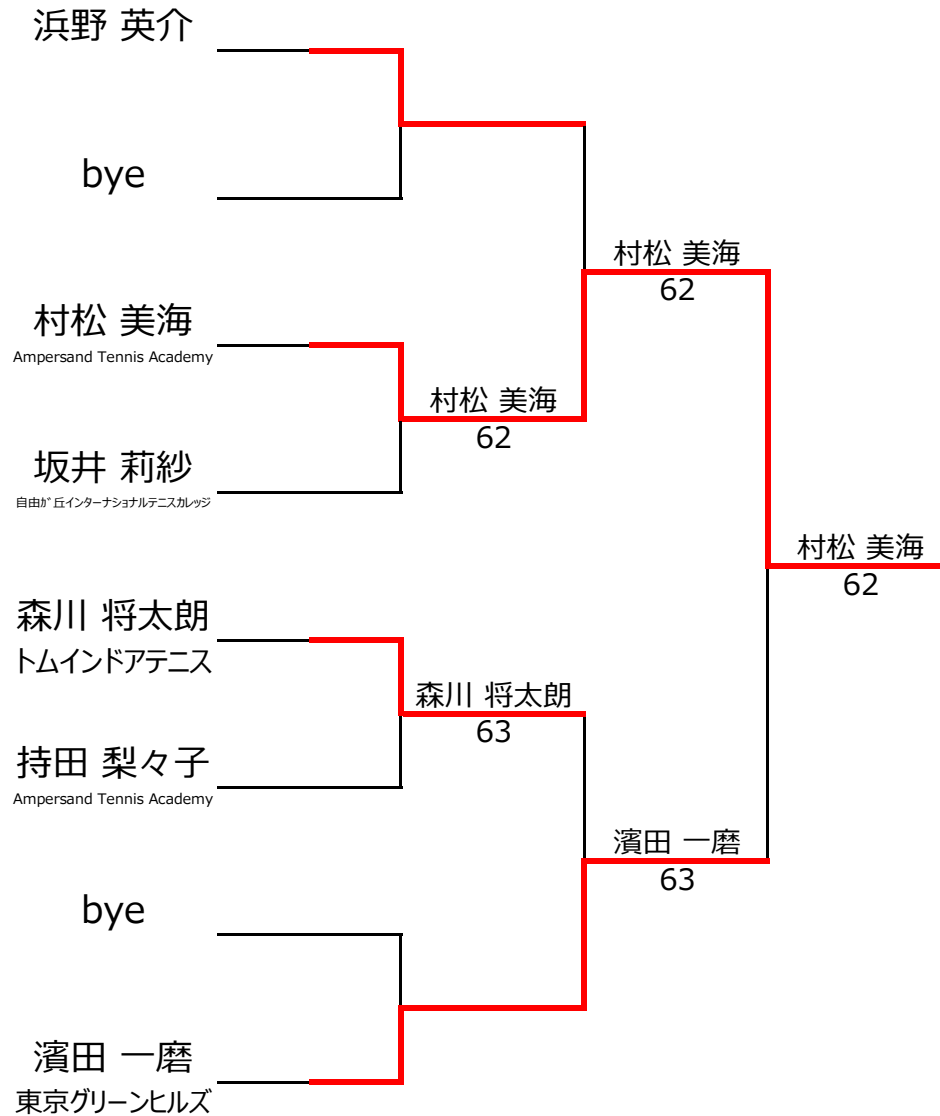 浜野 英介
bye
村松 美海
62
村松 美海
Ampersand Tennis Academy
村松 美海
62
坂井 莉紗
自由が丘インターナショナルテニスカレッジ
村松 美海
62
森川 将太朗
トムインドアテニス
森川 将太朗
63
持田 梨々子
Ampersand Tennis Academy
濱田 一磨
63
bye
濱田 一磨
東京グリーンヒルズ